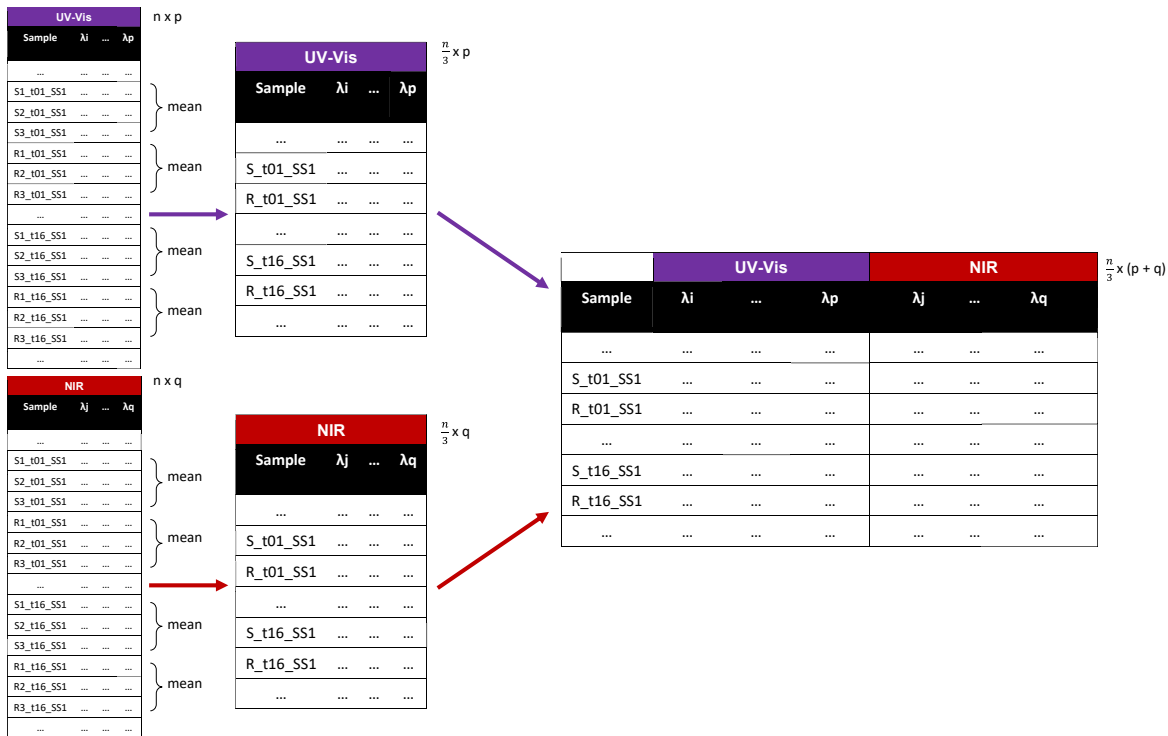 UV-Vis
n x p
Sample λi ... λp
... ... ... ...
S1_t01_SS1 ... ... ...
S2_t01_SS1 ... ... ...
S3_t01_SS1 ... ... ...
mean
R1_t01_SS1 ... ... ...
R2_t01_SS1 ... ... ...
R3_t01_SS1 ... ... ...
mean
... ... ... ...
S1_t16_SS1 ... ... ...
S2_t16_SS1 ... ... ...
S3_t16_SS1 ... ... ...
mean
R1_t16_SS1 ... ... ...
R2_t16_SS1 ... ... ...
R3_t16_SS1 ... ... ...
mean
... ... ... ...
NIR
n x q
Sample λj ... λq
... ... ... ...
S1_t01_SS1 ... ... ...
S2_t01_SS1 ... ... ...
S3_t01_SS1 ... ... ...
mean
R1_t01_SS1 ... ... ...
R2_t01_SS1 ... ... ...
R3_t01_SS1 ... ... ...
mean
... ... ... ...
S1_t16_SS1 ... ... ...
S2_t16_SS1 ... ... ...
S3_t16_SS1 ... ... ...
mean
R1_t16_SS1 ... ... ...
R2_t16_SS1 ... ... ...
R3_t16_SS1 ... ... ...
mean
... ... ... ...
UV-Vis
n/3 x p
Sample λi ... λp
... ... ... ...
S_t01_SS1 ... ... ...
R_t01_SS1 ... ... ...
... ... ... ...
S_t16_SS1 ... ... ...
R_t16_SS1 ... ... ...
... ... ... ...
NIR
n/3 x q
Sample λj ... λq
... ... ... ...
S_t01_SS1 ... ... ...
R_t01_SS1 ... ... ...
... ... ... ...
S_t16_SS1 ... ... ...
R_t16_SS1 ... ... ...
... ... ... ...
UV-Vis NIR
n/3 x (p + q)
Sample λi ... λp λj ... λq
... ... ... ... ... ... ...
S_t01_SS1 ... ... ... ... ... ...
R_t01_SS1 ... ... ... ... ... ...
... ... ... ... ... ... ...
S_t16_SS1 ... ... ... ... ... ...
R_t16_SS1 ... ... ... ... ... ...
... ... ... ... ... ... ...